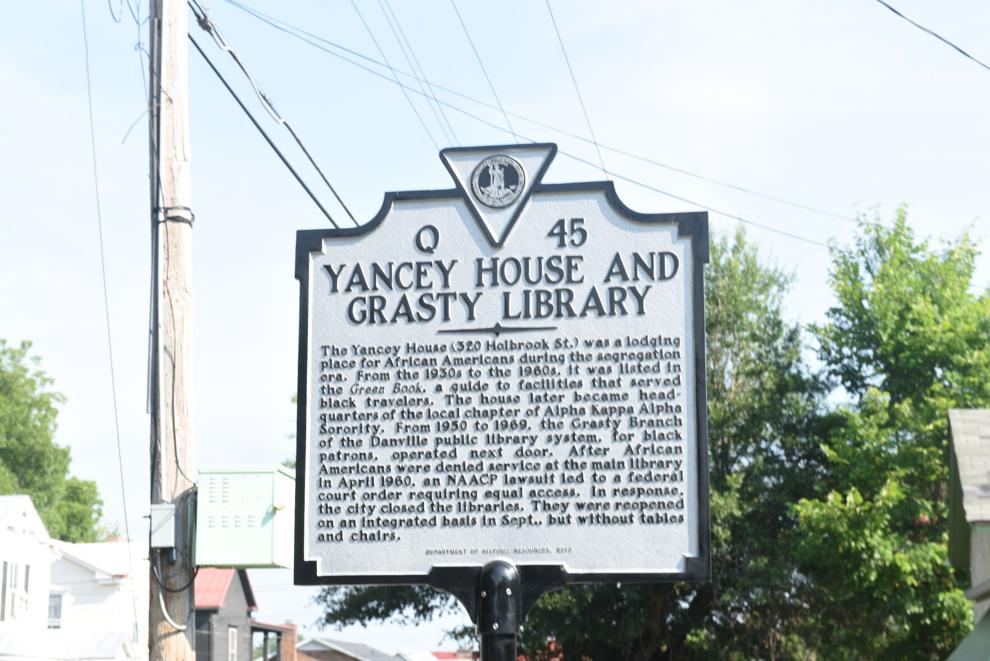 Q 45
YANCEY HOUSE AND
GRASTY LIBRARY
The Yancey House (320 Holbrook St.) was a lodging
place for African Americans during the segregation
era. From the 1930s to the 1960s, it was listed in
the Green Book, a guide to facilities that served
black travelers. The house later became head-
quarters of the local chapter of Alpha Kappa Alpha
Sorority. From 1950 to 1969, the Grasty Branch
of the Danville public library system, for black
patrons, operated next door. After African
Americans were denied service at the main library
in April 1960, an NAACP lawsuit led to a federal
court order requiring equal access. In response,
the city closed the libraries. They were reopened
on an integrated basis in Sept., but without tables
and chairs.
DEPARTMENT OF HISTORIC RESOURCES, 2019